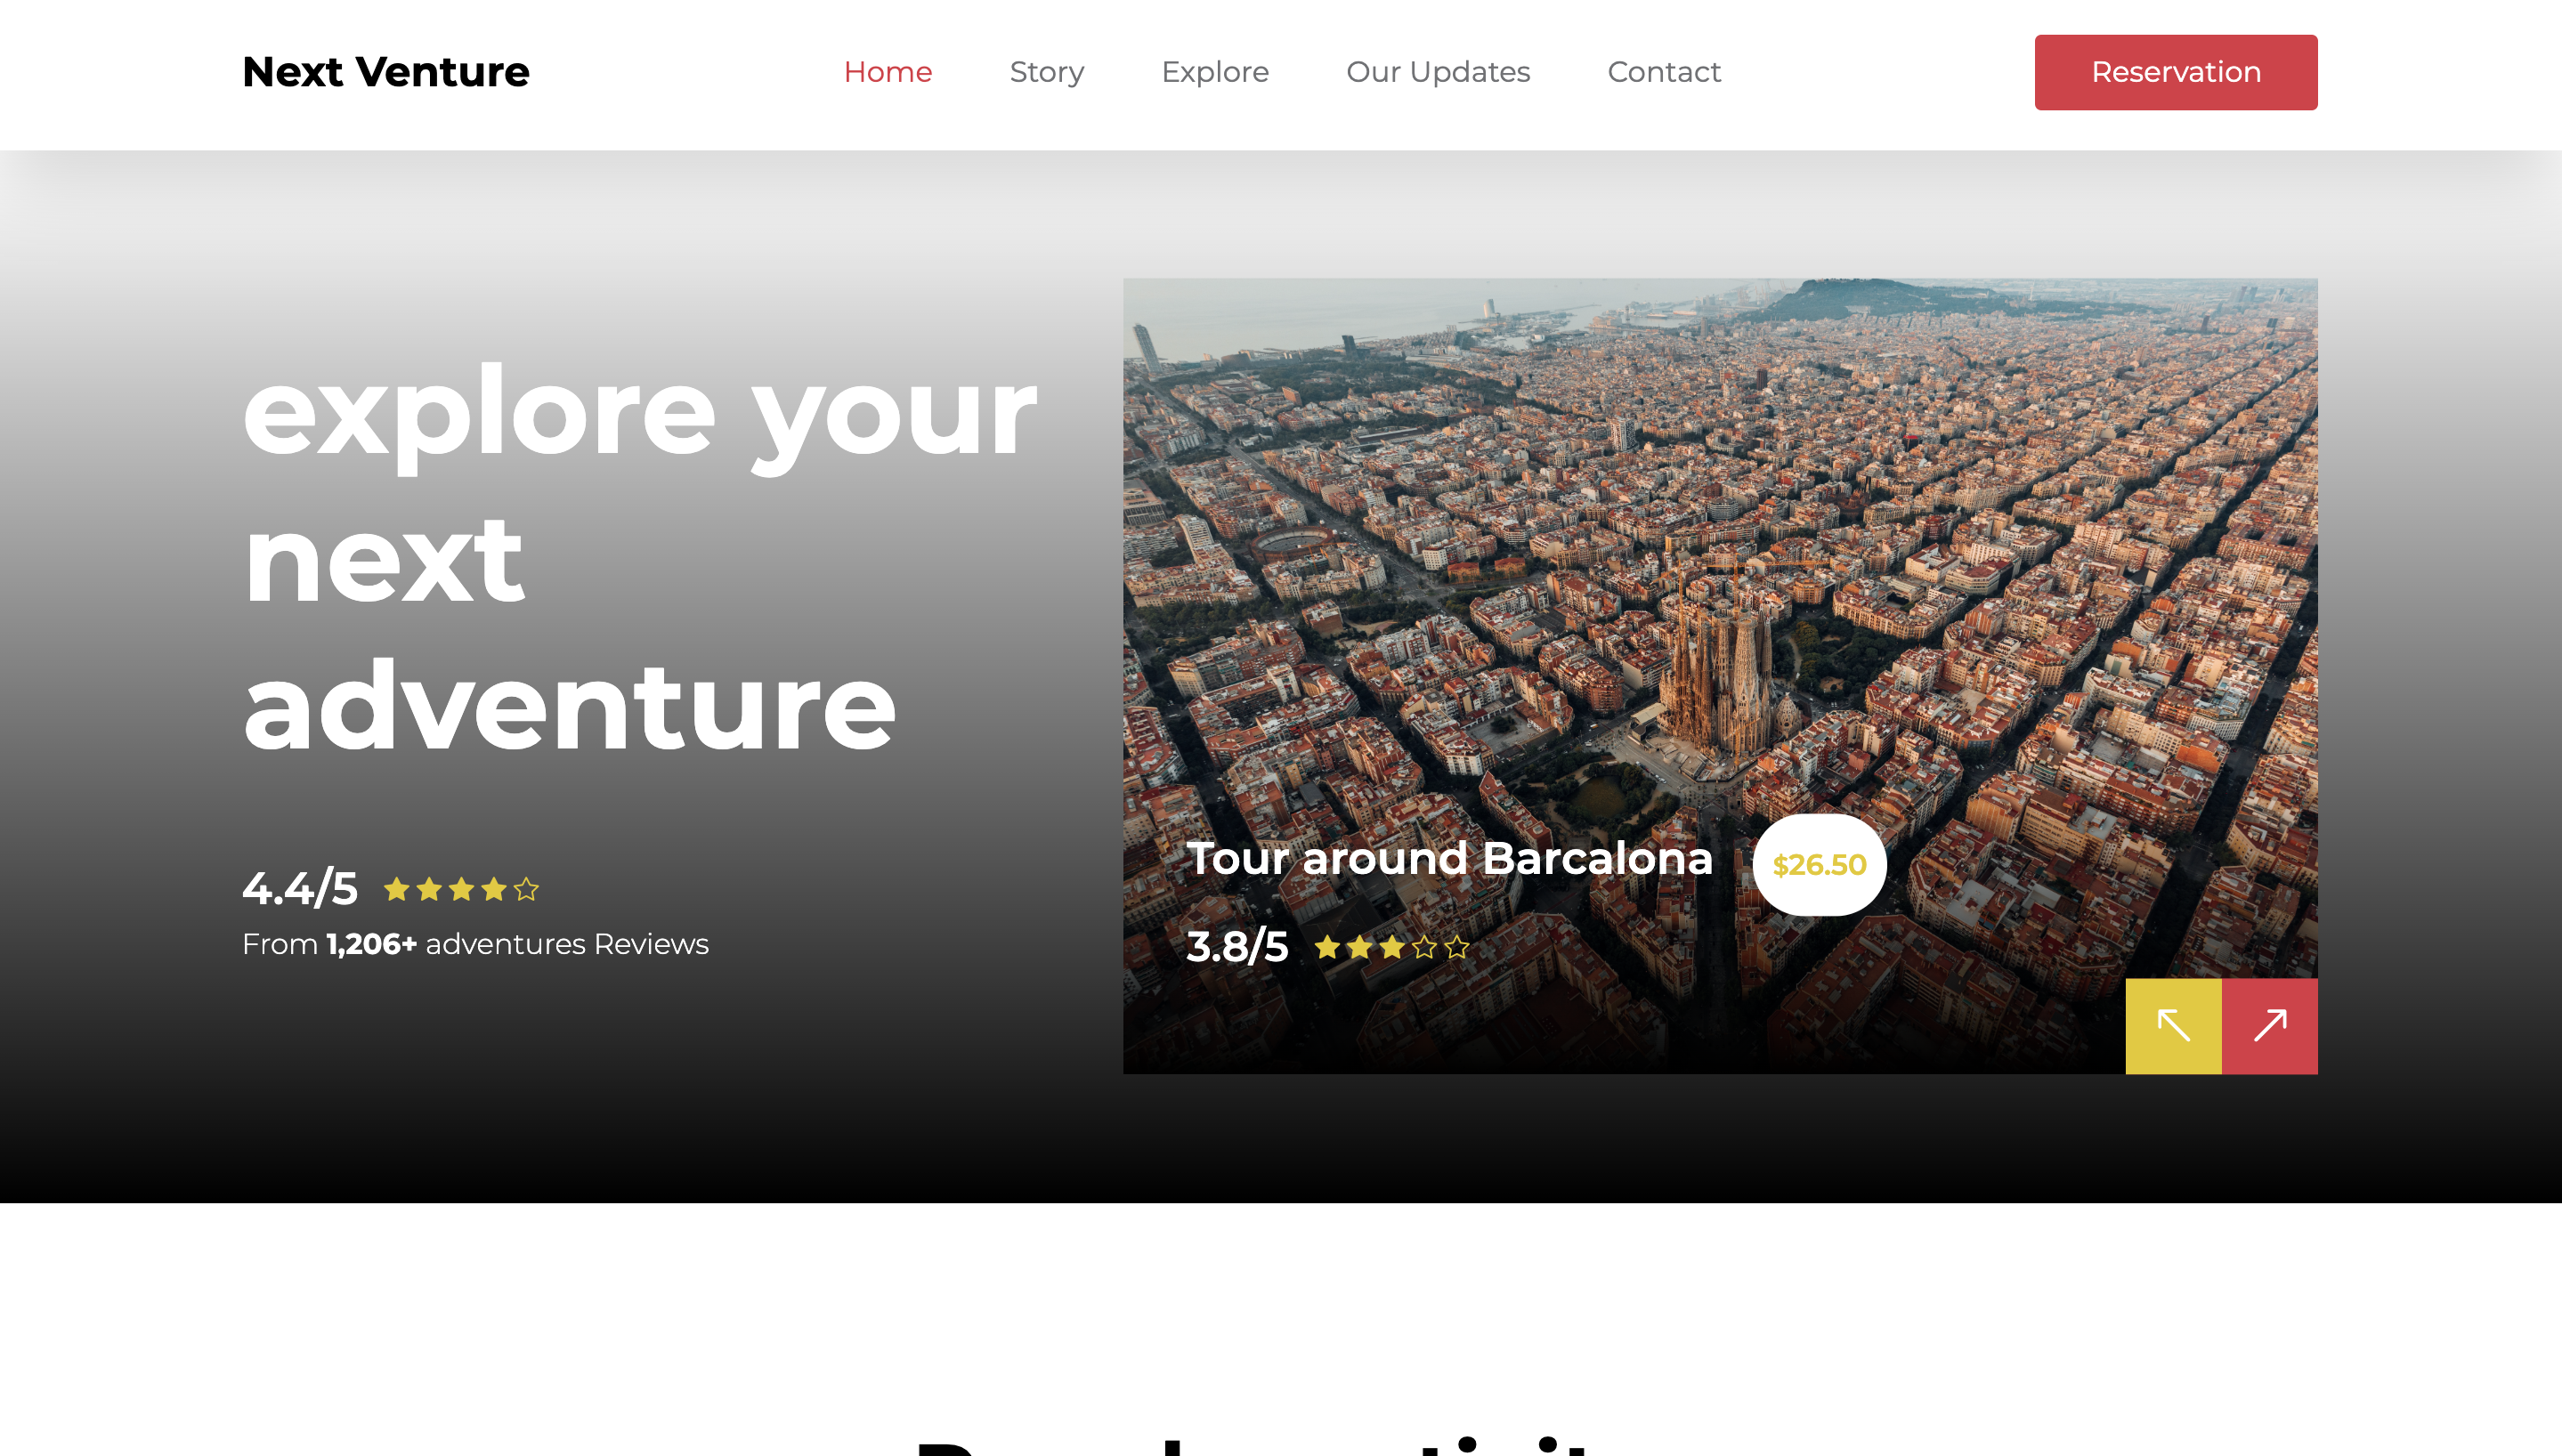 Next Venture
Home Story Explore Our Updates Contact
Reservation
explore your
next
adventure
4.4/5
From 1,206+ adventures Reviews
Tour around Barcalona
$26.50
3.8/5